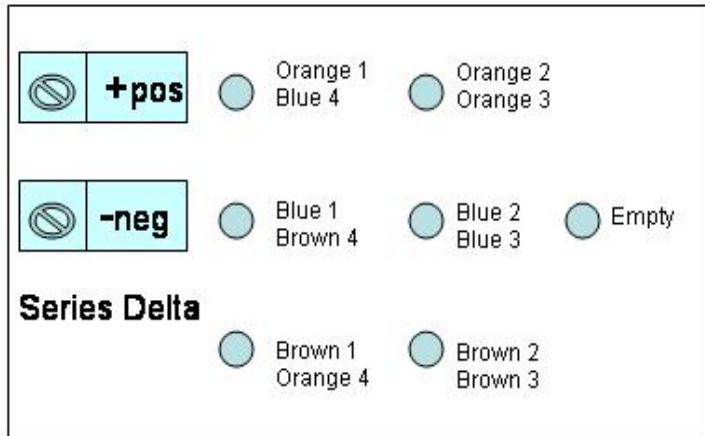 +pos
Orange 1
Blue 4
Orange 2
Orange 3
-neg
Blue 1
Brown 4
Blue 2
Blue 3
Empty
Series Delta
Brown 1
Orange 4
Brown 2
Brown 3